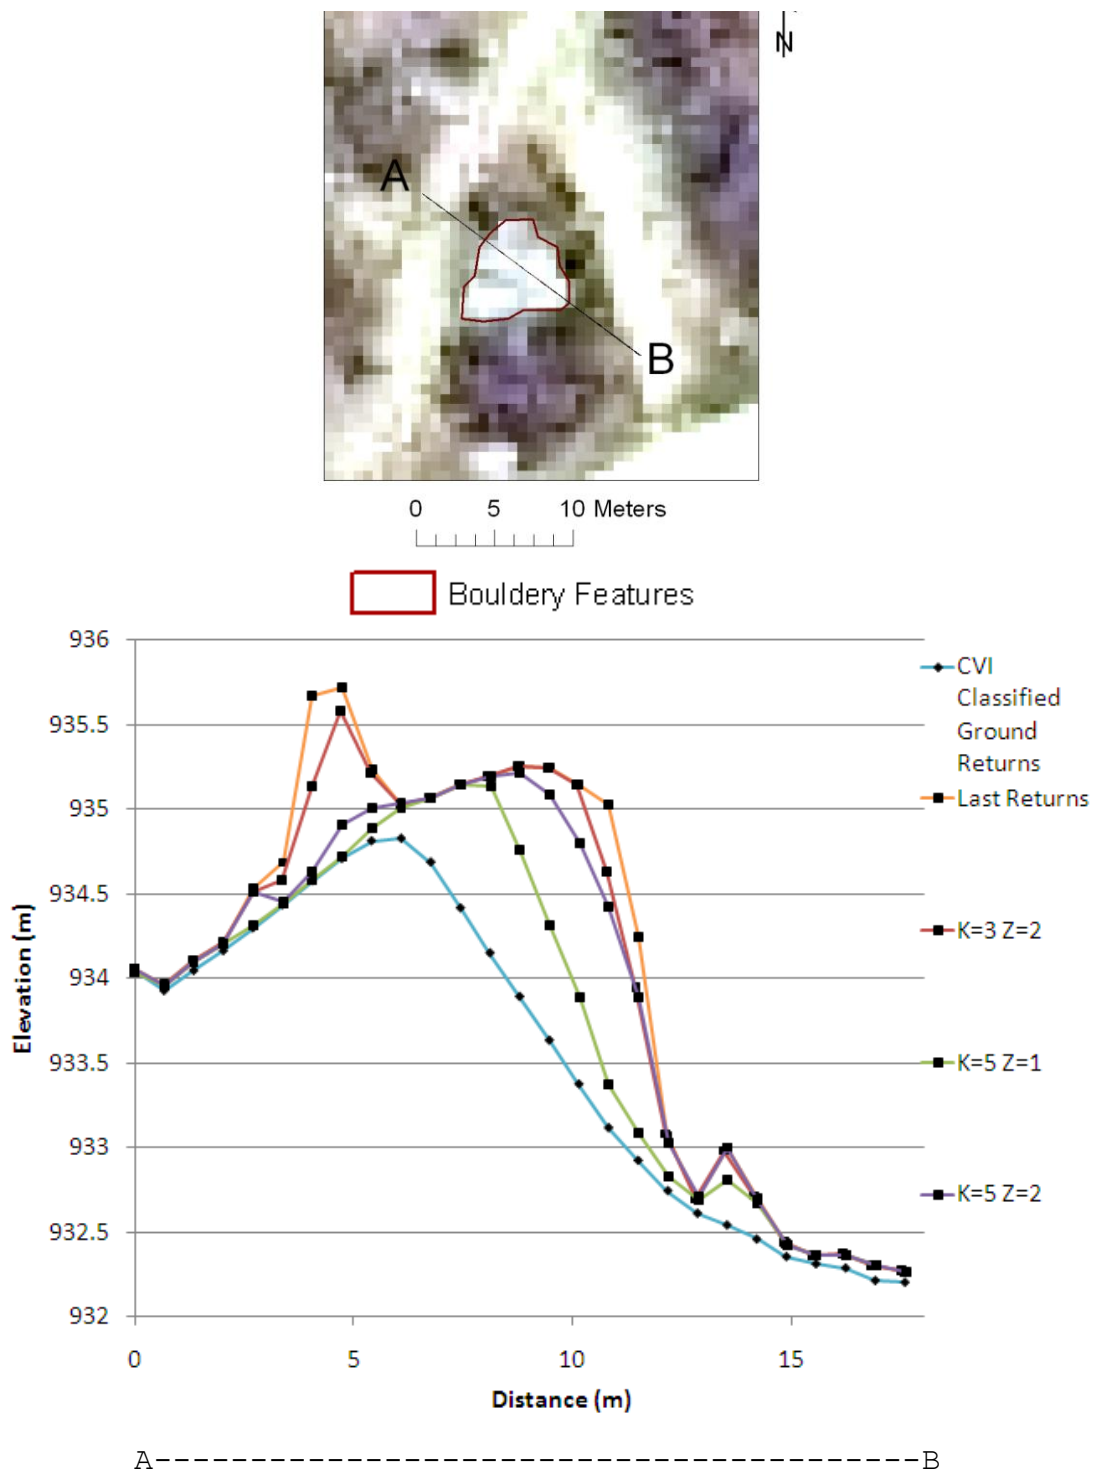 N
A
B
0 5 10 Meters
Bouldery Features
936
935.5
935
934.5
934
933.5
933
932.5
932
Elevation (m)
0 5 10 15
Distance (m)
CVI
Classified
Ground
Returns
Last Returns
K=3 Z=2
K=5 Z=1
K=5 Z=2
A----------------------------------------B